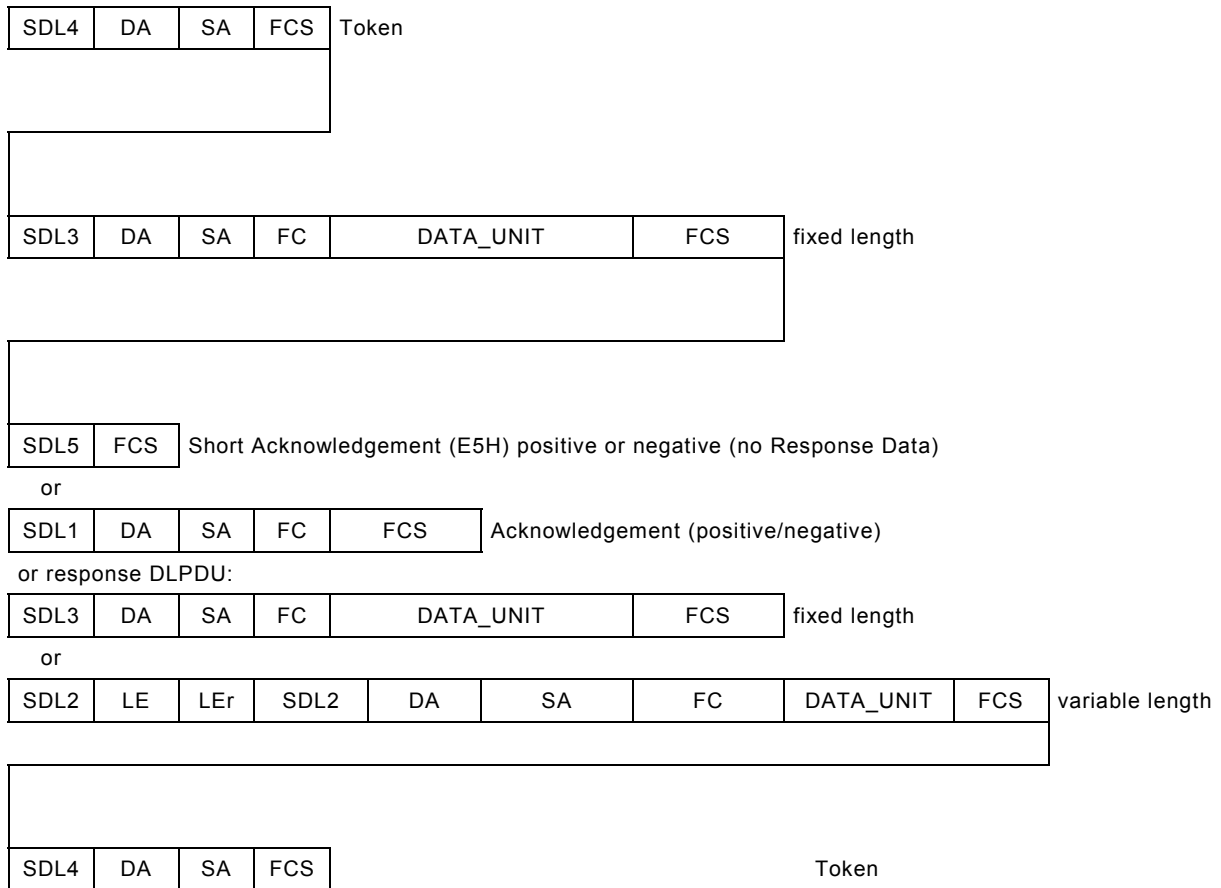 SDL4 DA SA FCS Token
SDL3 DA SA FC DATA_UNIT FCS fixed length
SDL5 FCS Short Acknowledgement (E5H) positive or negative (no Response Data)
or
SDL1 DA SA FC FCS Acknowledgement (positive/negative)
or response DLPDU:
SDL3 DA SA FC DATA_UNIT FCS fixed length
or
SDL2 LE LEr SDL2 DA SA FC DATA_UNIT FCS variable length
SDL4 DA SA FCS Token